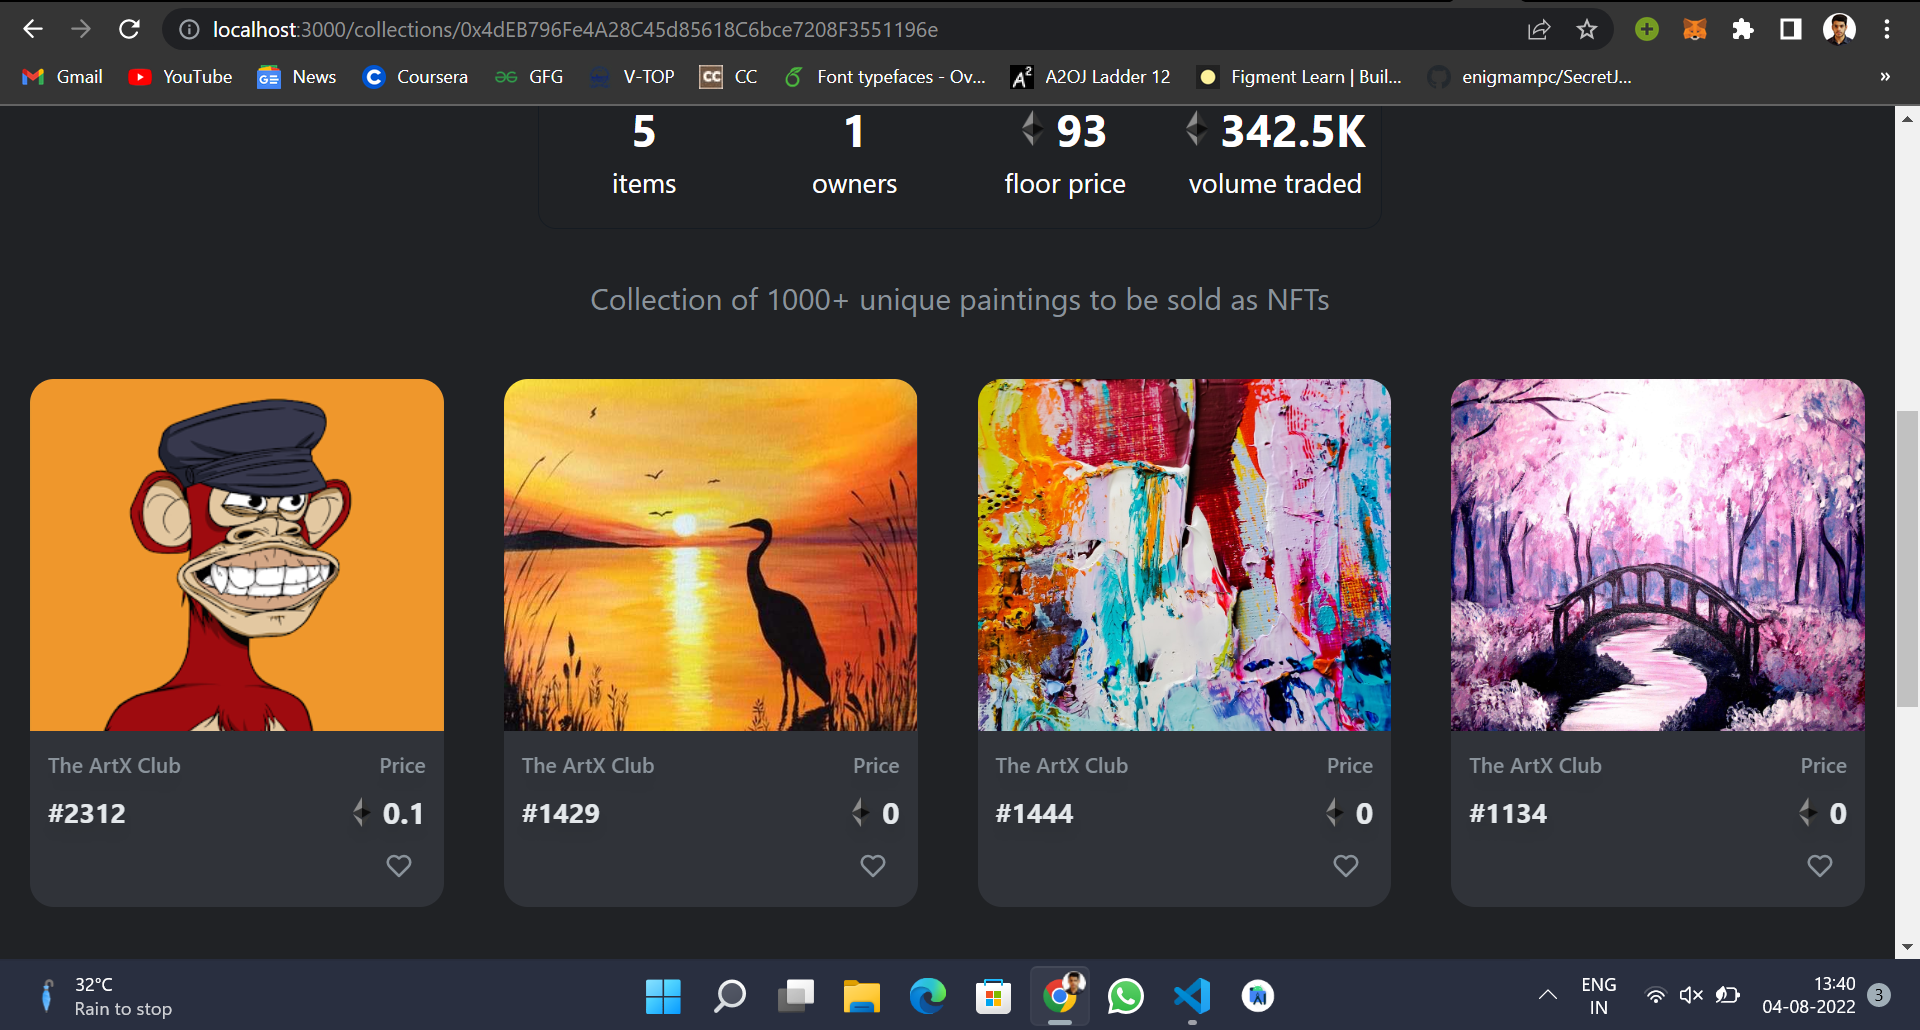 localhost:3000/collections/0x4dEB796Fe4A28C45d85618C6bce7208F3551196e
Gmail YouTube News Coursera GFG V-TOP CC CC Font typefaces - Ov... A2OJ Ladder 12 Figment Learn | Buil... enigmampc/SecretJ... »
5 1 93 342.5K
items owners floor price volume traded
Collection of 1000+ unique paintings to be sold as NFTs
The ArtX Club Price
#2312 0.1
The ArtX Club Price
#1429 0
The ArtX Club Price
#1444 0
The ArtX Club Price
#1134 0
32°C
Rain to stop
ENG
IN
13:40
04-08-2022
3